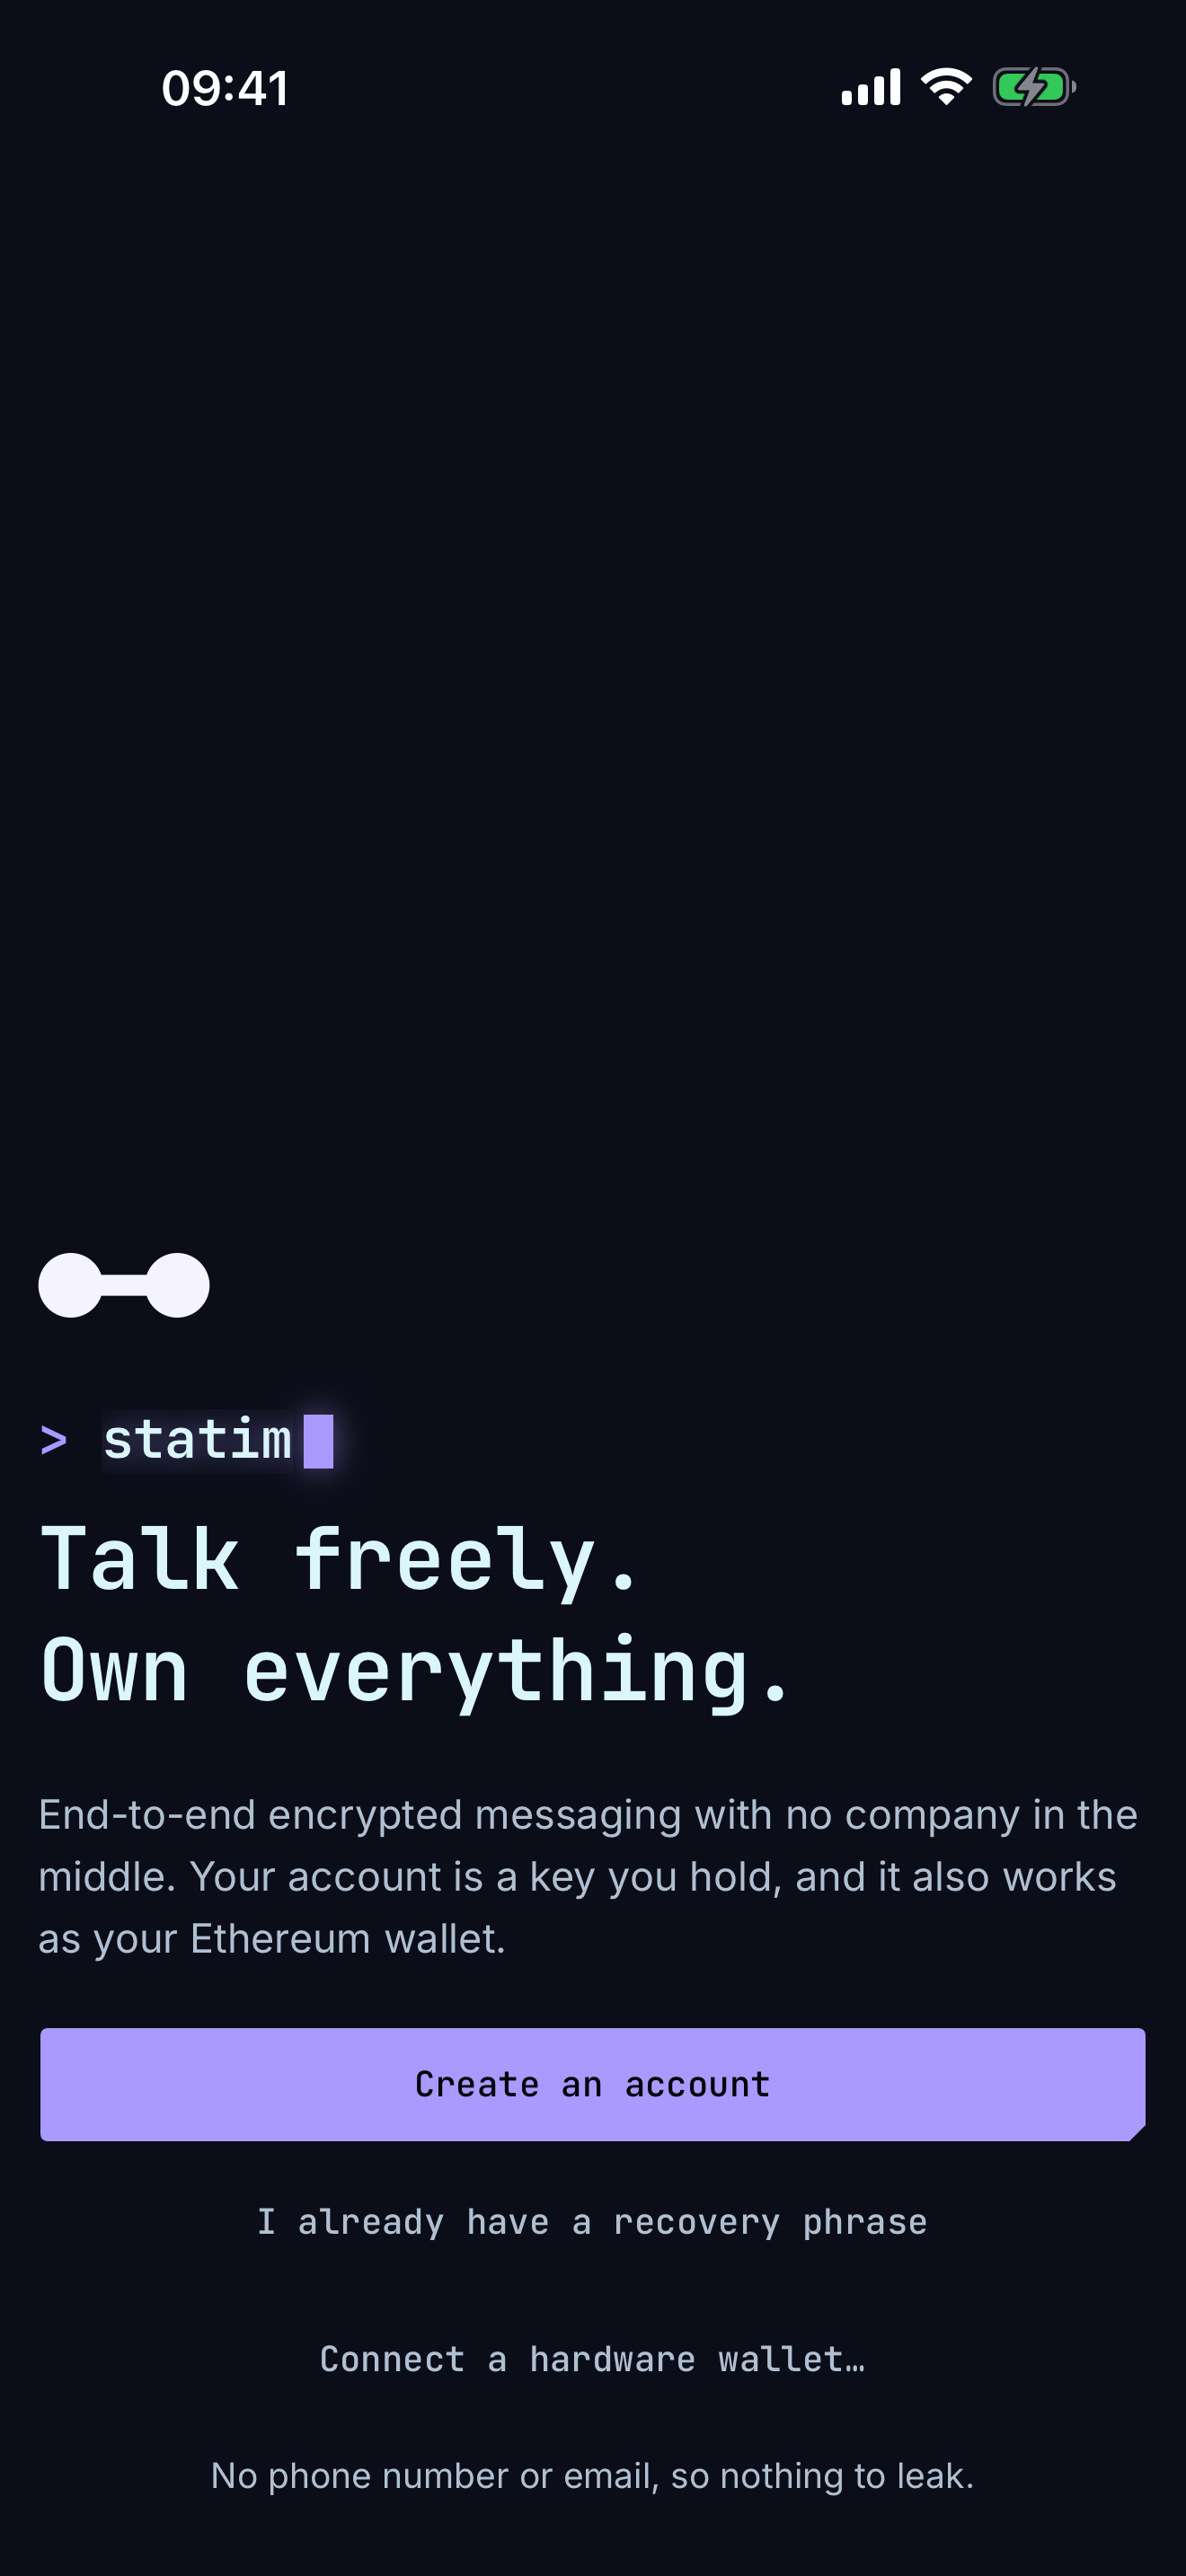 09:41
> statim
Talk freely.
Own everything.
End-to-end encrypted messaging with no company in the
middle. Your account is a key you hold, and it also works
as your Ethereum wallet.
Create an account
I already have a recovery phrase
Connect a hardware wallet…
No phone number or email, so nothing to leak.